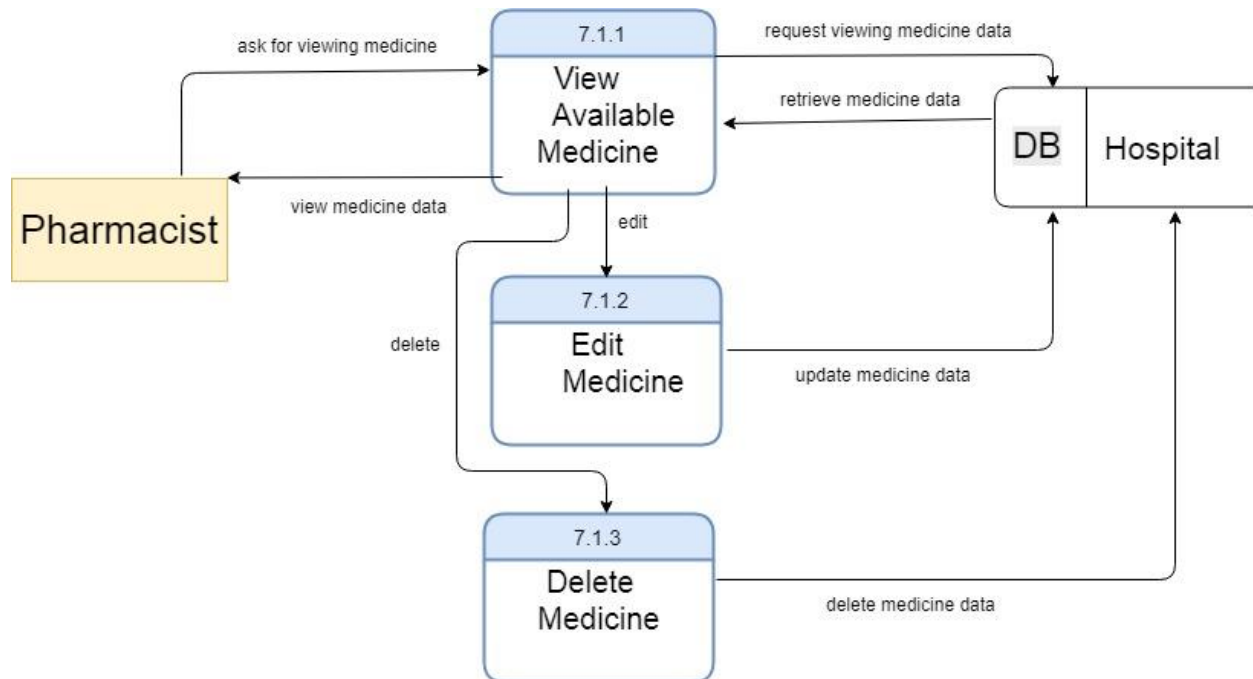 7.1.1
View
Available
Medicine
ask for viewing medicine
request viewing medicine data
retrieve medicine data
DB
Hospital
Pharmacist
view medicine data
edit
7.1.2
Edit
Medicine
delete
update medicine data
7.1.3
Delete
Medicine
delete medicine data